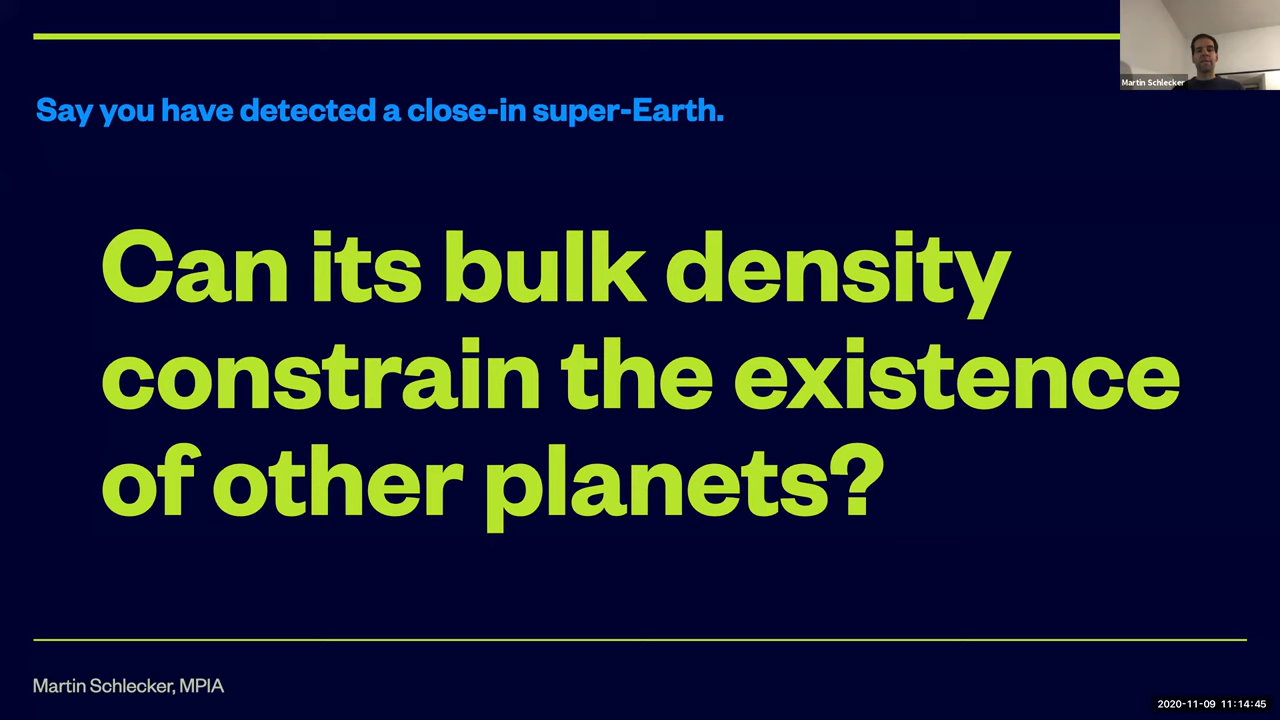 Martin Schlecker
Say you have detected a close-in super-Earth.
Can its bulk density
constrain the existence
of other planets?
Martin Schlecker, MPIA
2020-11-09 11:14:45